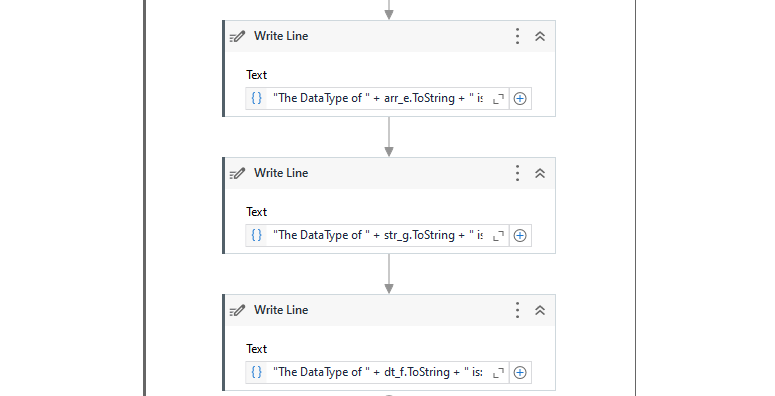 Write Line
Text
{} "The DataType of " + arr_e.ToString + " is
Write Line
Text
{} "The DataType of " + str_g.ToString + " is
Write Line
Text
{} "The DataType of " + dt_f.ToString + " is: